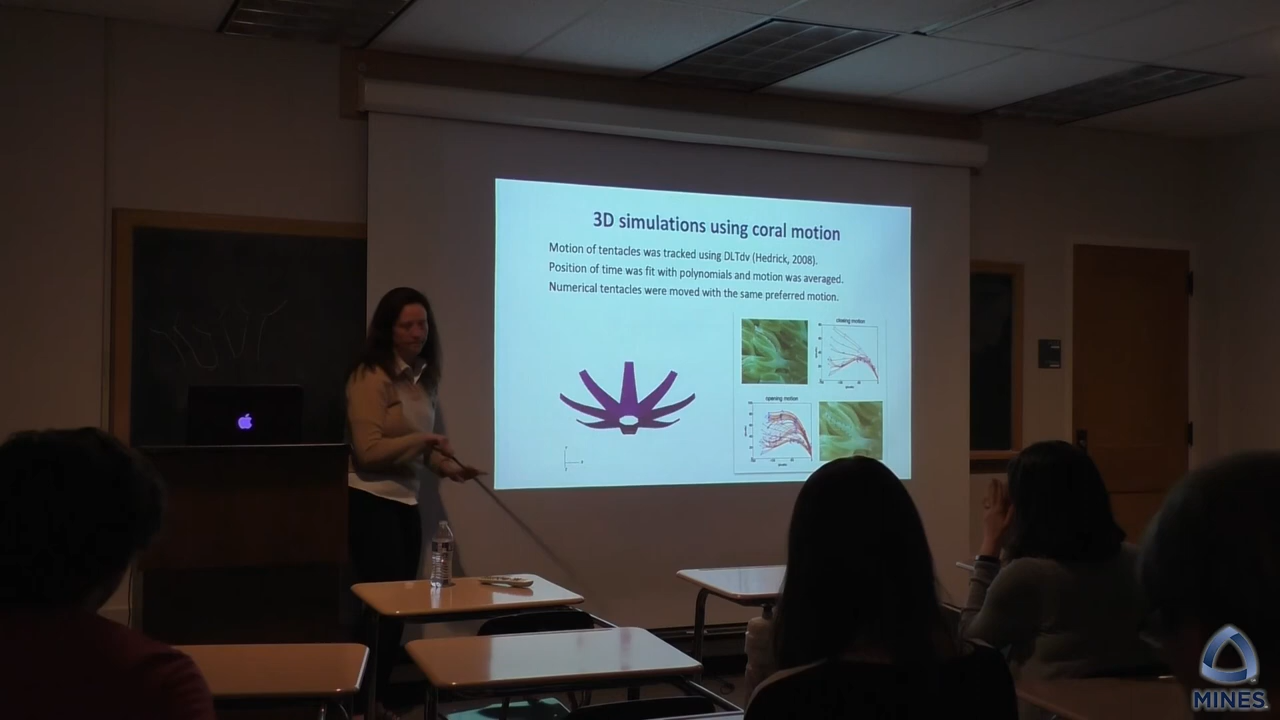 3D simulations using coral motion
Motion of tentacles was tracked using DLTdv (Hedrick, 2008).
Position of time was fit with polynomials and motion was averaged.
Numerical tentacles were moved with the same preferred motion.
closing motion
opening motion
MINES